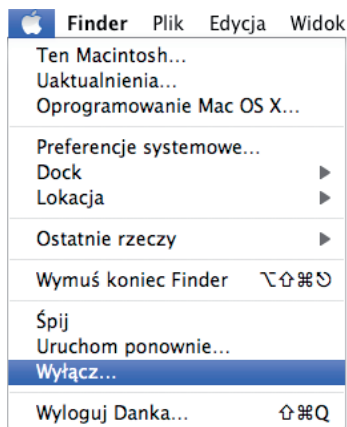 Finder Plik Edycja Widok
Ten Macintosh...
Uaktualnienia...
Oprogramowanie Mac OS X...
Preferencje systemowe...
Dock ▶
Lokacja ▶
Ostatnie rzeczy ▶
Wymuś koniec Finder ⌥⇧⌘⎋
Śpij
Uruchom ponownie...
Wyłącz...
Wyloguj Danka... ⇧⌘Q